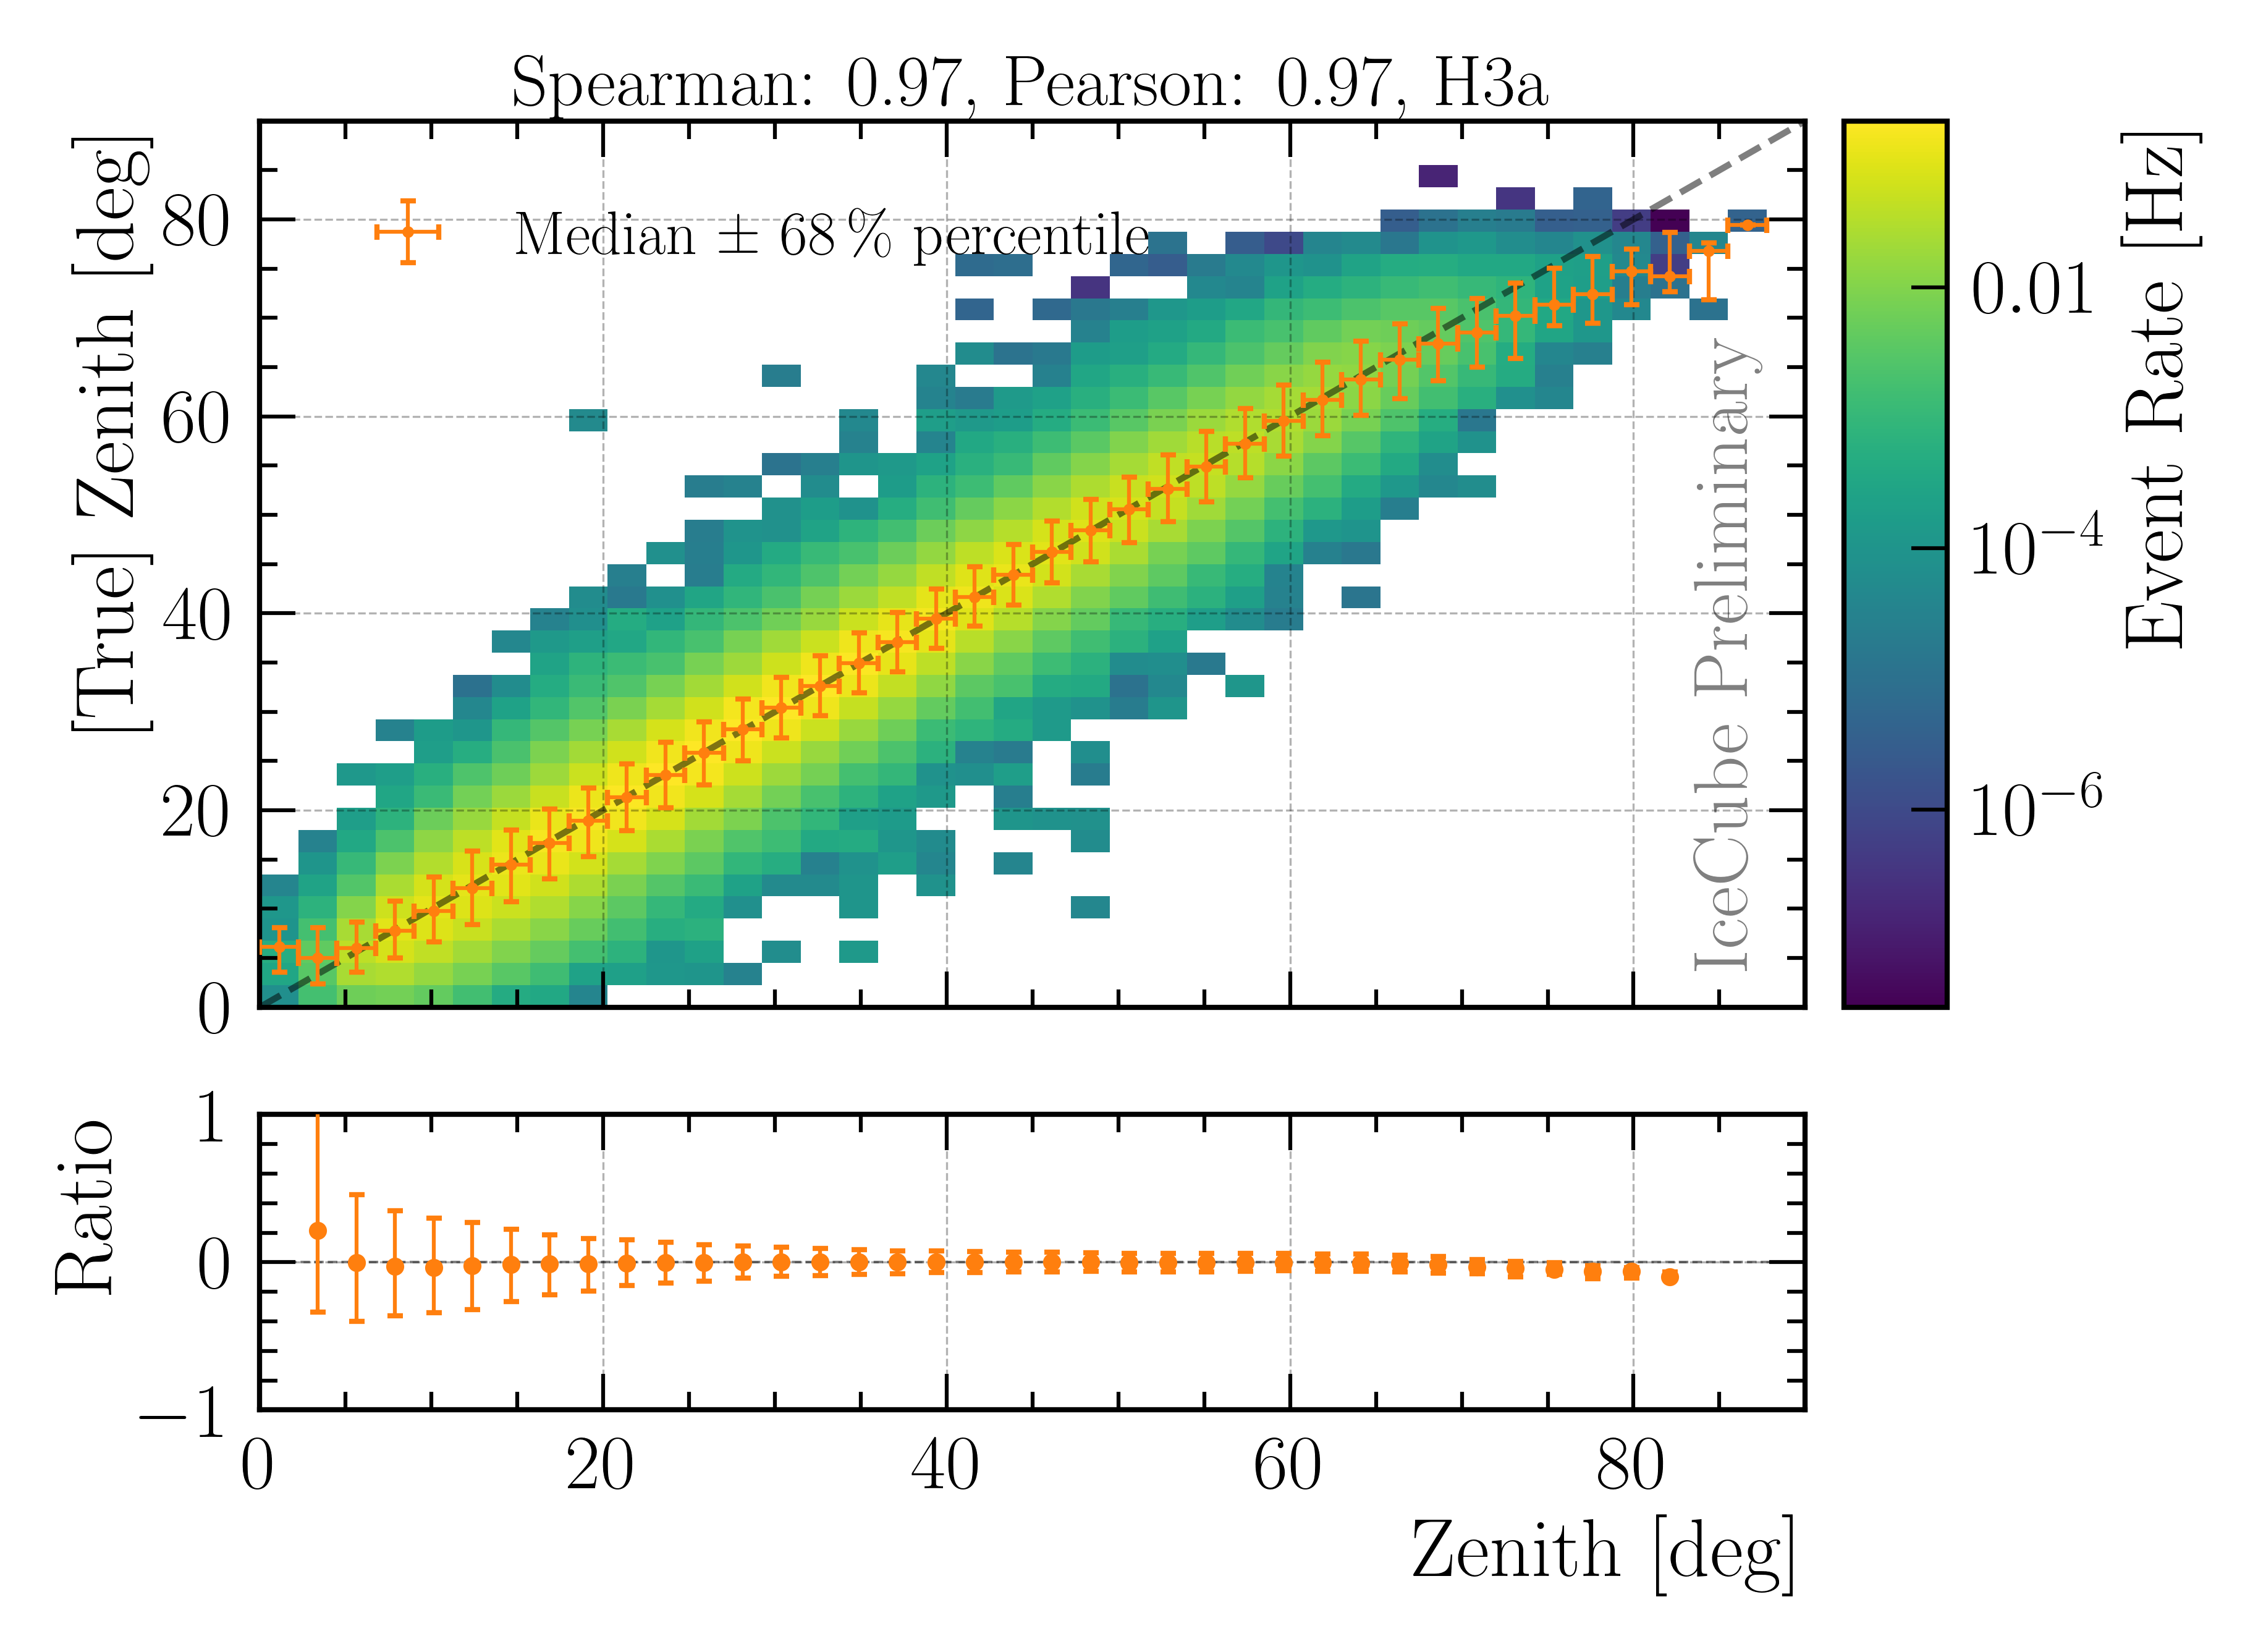 Spearman: 0.97, Pearson: 0.97, H3a
[True] Zenith [deg]
80
60
40
20
0
Median ± 68 % percentile
IceCube Preliminary
0.01
10⁻⁴
10⁻⁶
Event Rate [Hz]
Ratio
1
0
−1
0 20 40 60 80
Zenith [deg]